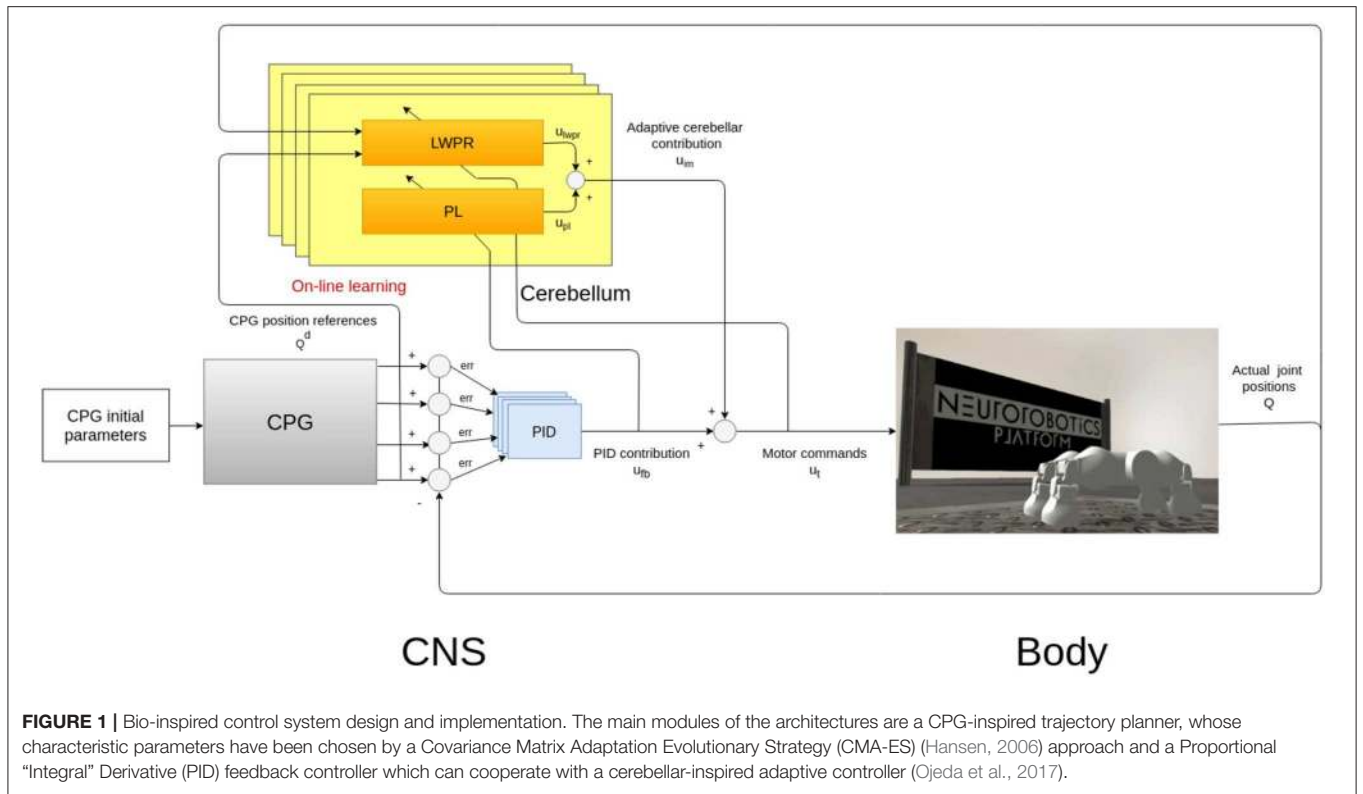 LWPR
u_lwpr
+
Adaptive cerebellar
contribution
u_im
PL
u_pl
+
On-line learning
Cerebellum
CPG position references
Q^d
CPG initial
parameters
CPG
+
+
+
+
-
err
err
err
err
PID
PID contribution
u_fb
+
+
Motor commands
u_t
NEUROROBOTICS
PLATFORM
Actual joint
positions
Q
CNS
Body
FIGURE 1 | Bio-inspired control system design and implementation. The main modules of the architectures are a CPG-inspired trajectory planner, whose
characteristic parameters have been chosen by a Covariance Matrix Adaptation Evolutionary Strategy (CMA-ES) (Hansen, 2006) approach and a Proportional
“Integral” Derivative (PID) feedback controller which can cooperate with a cerebellar-inspired adaptive controller (Ojeda et al., 2017).